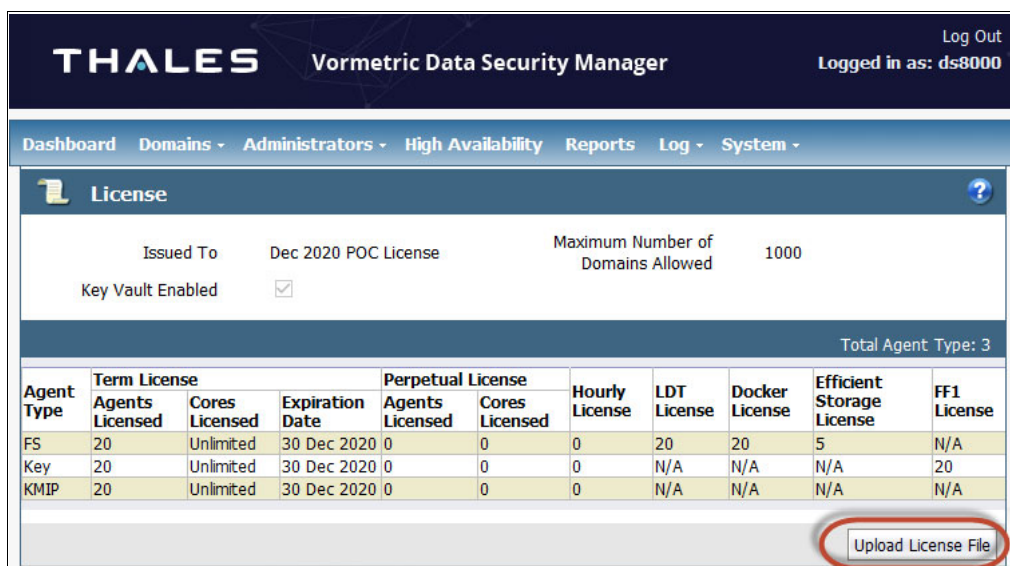 Log Out
THALES Vormetric Data Security Manager Logged in as: ds8000
Dashboard Domains Administrators High Availability Reports Log System
License ?
Issued To Dec 2020 POC License Maximum Number of Domains Allowed 1000
Key Vault Enabled
Total Agent Type: 3
Agent Type Term License Perpetual License Hourly License LDT License Docker License Efficient Storage License FF1 License
Agents Licensed Cores Licensed Expiration Date Agents Licensed Cores Licensed
FS 20 Unlimited 30 Dec 2020 0 0 0 20 20 5 N/A
Key 20 Unlimited 30 Dec 2020 0 0 0 N/A N/A N/A 20
KMIP 20 Unlimited 30 Dec 2020 0 0 0 N/A N/A N/A N/A
Upload License File